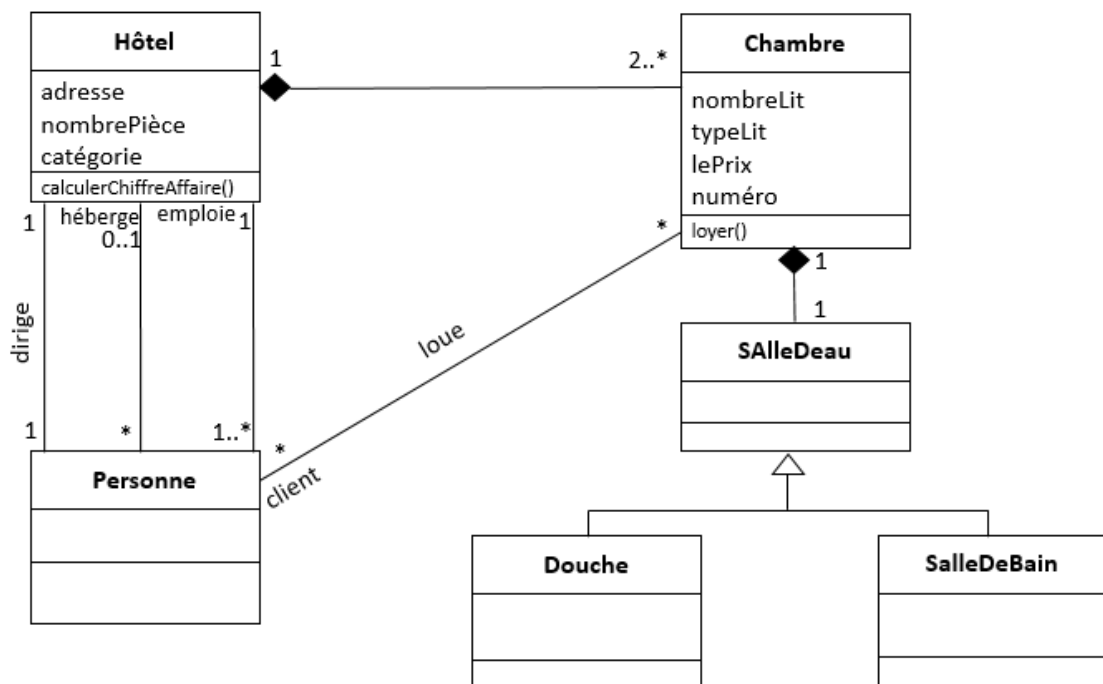 Hôtel
adresse
nombrePièce
catégorie
calculerChiffreAffaire()
1
2..*
Chambre
nombreLit
typeLit
lePrix
numéro
loyer()
1
héberge
0..1
emploie
1
dirige
1
*
1..*
loue
*
*
client
Personne
1
1
SAlleDeau
Douche
SalleDeBain